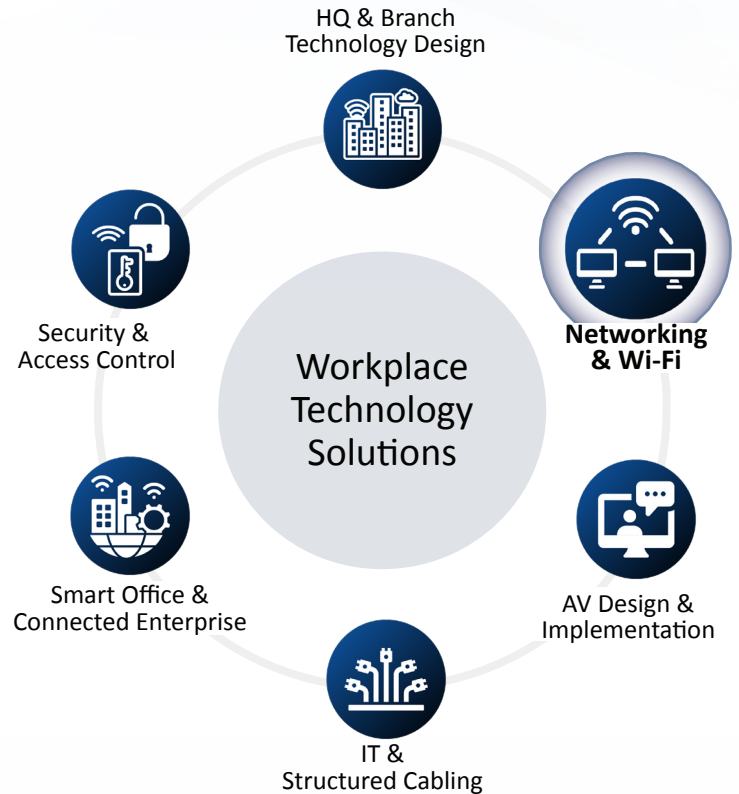 HQ & Branch
Technology Design
Networking
& Wi-Fi
Security &
Access Control
Workplace
Technology
Solutions
Smart Office &
Connected Enterprise
AV Design &
Implementation
IT &
Structured Cabling